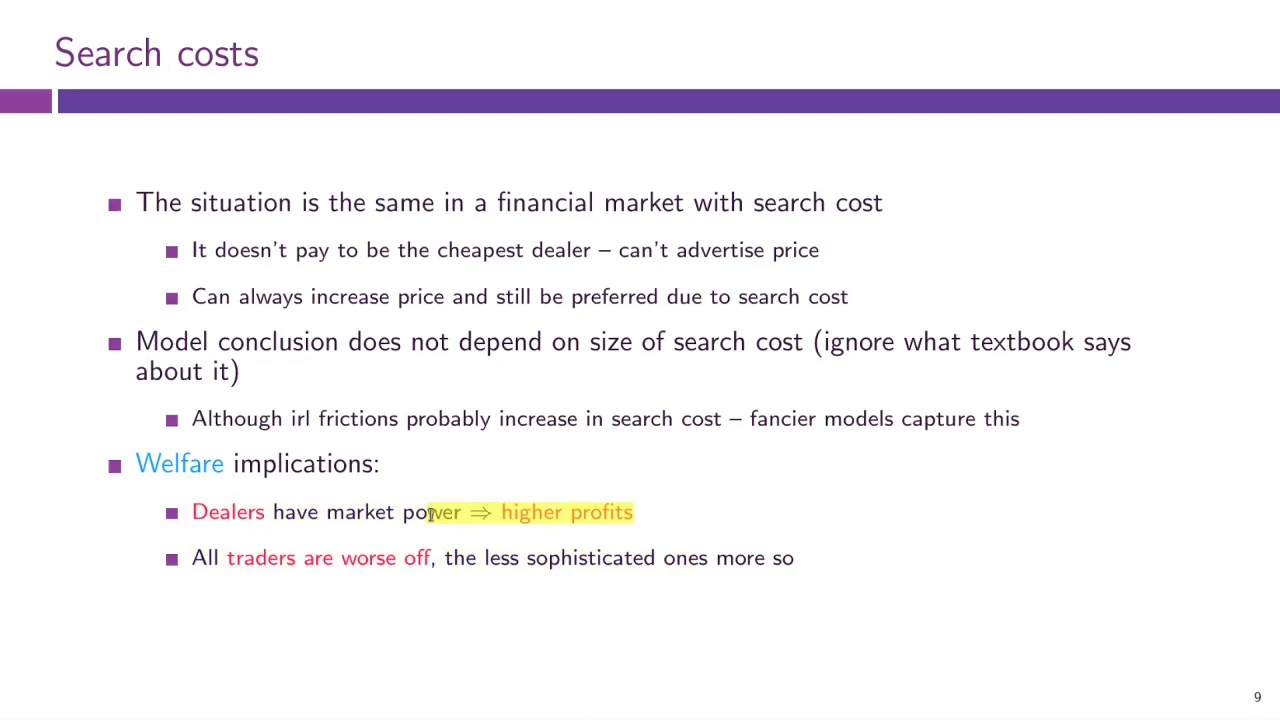 Search costs
The situation is the same in a financial market with search cost
It doesn't pay to be the cheapest dealer – can't advertise price
Can always increase price and still be preferred due to search cost
Model conclusion does not depend on size of search cost (ignore what textbook says
about it)
Although irl frictions probably increase in search cost – fancier models capture this
Welfare implications:
Dealers have market power ⇒ higher profits
All traders are worse off, the less sophisticated ones more so
9